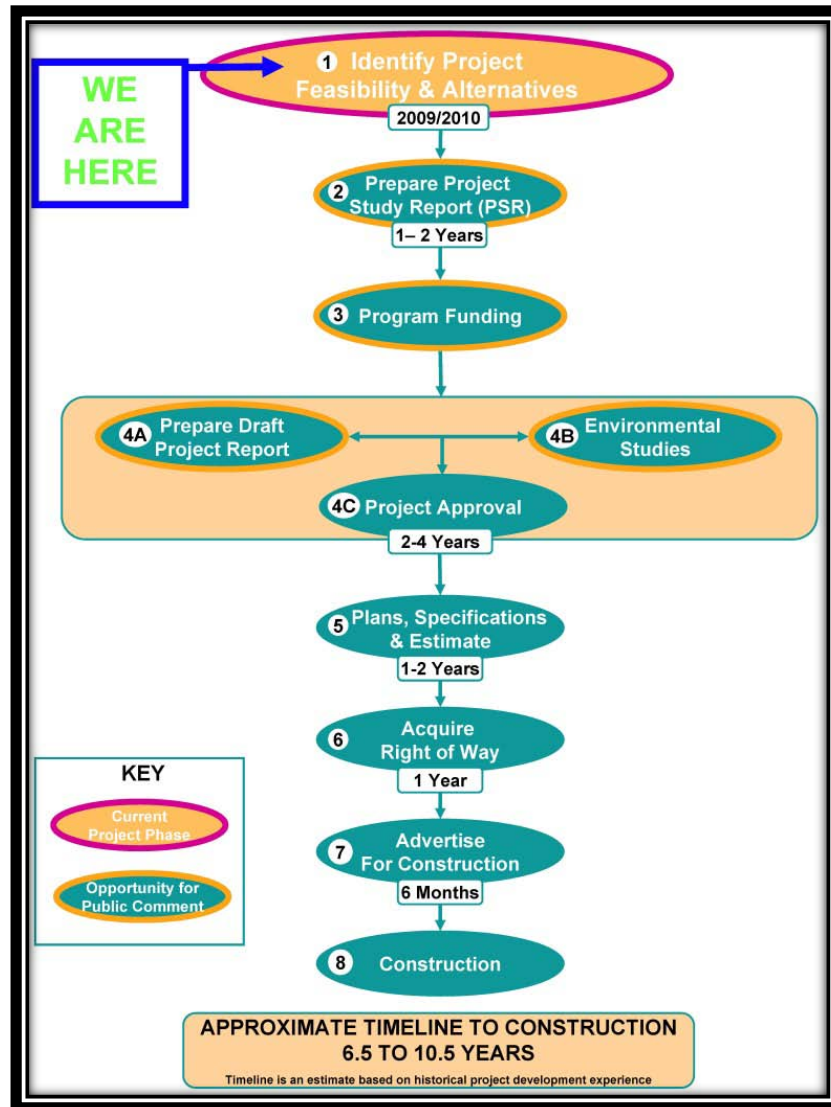 WE
ARE
HERE
1 Identify Project
Feasibility & Alternatives
2009/2010
2 Prepare Project
Study Report (PSR)
1– 2 Years
3 Program Funding
4A Prepare Draft
Project Report
4B Environmental
Studies
4C Project Approval
2-4 Years
5 Plans, Specifications
& Estimate
1-2 Years
6 Acquire
Right of Way
1 Year
7 Advertise
For Construction
6 Months
8 Construction
KEY
Current
Project Phase
Opportunity for
Public Comment
APPROXIMATE TIMELINE TO CONSTRUCTION
6.5 TO 10.5 YEARS
Timeline is an estimate based on historical project development experience